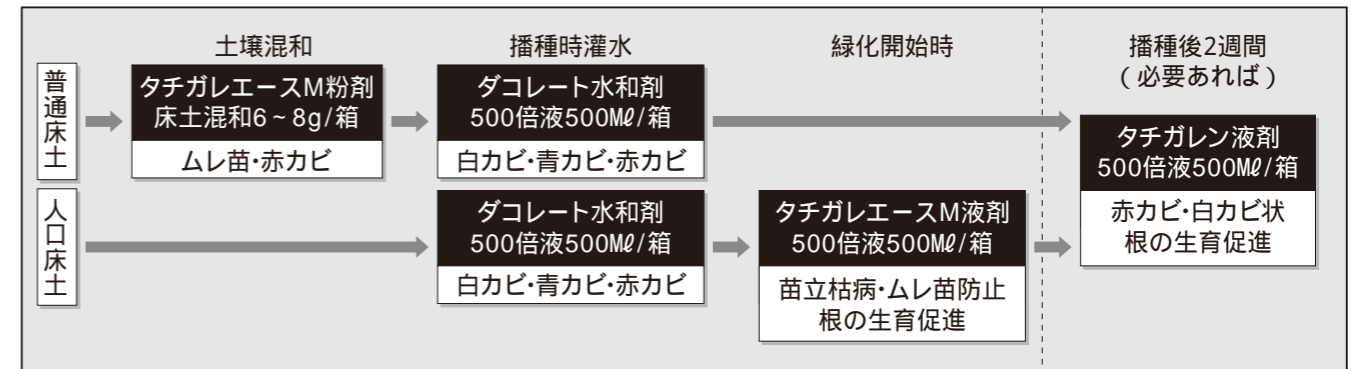 土壌混和
播種時灌水
緑化開始時
播種後2週間
(必要あれば)
普通床土
タチガレエースM粉剤
床土混和6~8g/箱
ムレ苗・赤カビ
ダコレート水和剤
500倍液500Mℓ/箱
白カビ・青カビ・赤カビ
タチガレン液剤
500倍液500Mℓ/箱
赤カビ・白カビ状
根の生育促進
人口床土
ダコレート水和剤
500倍液500Mℓ/箱
白カビ・青カビ・赤カビ
タチガレエースM液剤
500倍液500Mℓ/箱
苗立枯病・ムレ苗防止
根の生育促進